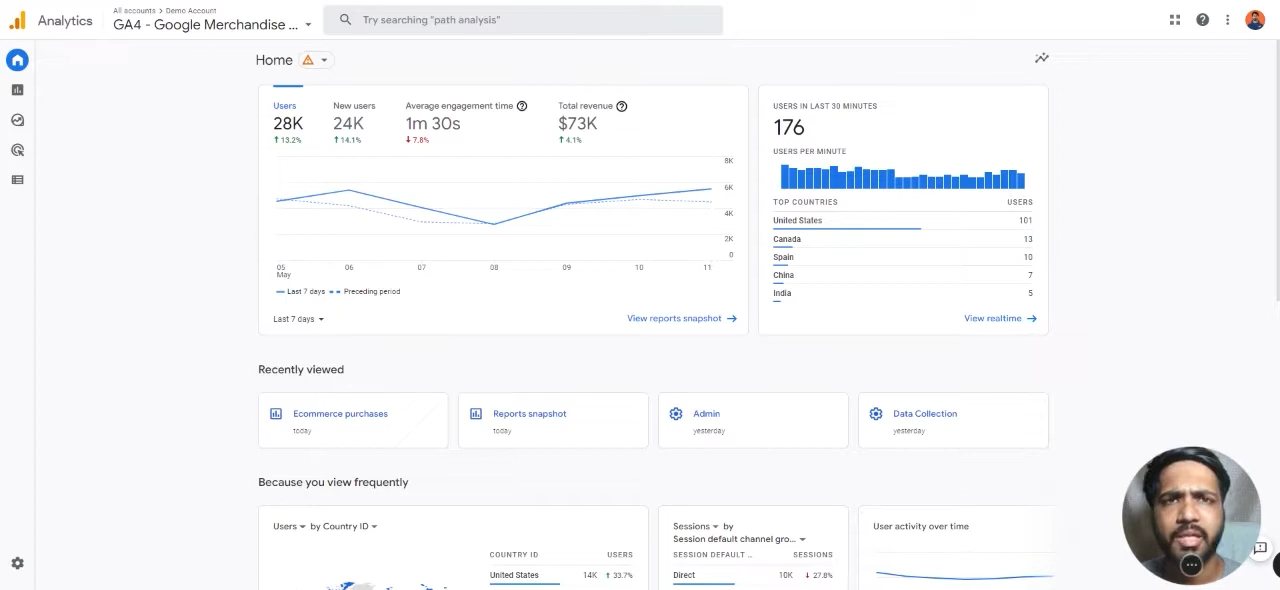 Analytics
All accounts > Demo Account
GA4 - Google Merchandise ...
Try searching "path analysis"
Home
Users
28K
↑ 13.2%
New users
24K
↑ 14.1%
Average engagement time
1m 30s
↓ 7.8%
Total revenue
$73K
↑ 4.1%
8K
6K
4K
2K
0
05
May
06
07
08
09
10
11
Last 7 days
Preceding period
Last 7 days
View reports snapshot
USERS IN LAST 30 MINUTES
176
USERS PER MINUTE
TOP COUNTRIES USERS
United States 101
Canada 13
Spain 10
China 7
India 5
View realtime
Recently viewed
Ecommerce purchases
today
Reports snapshot
today
Admin
yesterday
Data Collection
yesterday
Because you view frequently
Users by Country ID
COUNTRY ID USERS
United States 14K ↑ 33.7%
Sessions by
Session default channel gro...
SESSION DEFAULT ... SESSIONS
Direct 10K ↓ 27.8%
User activity over time